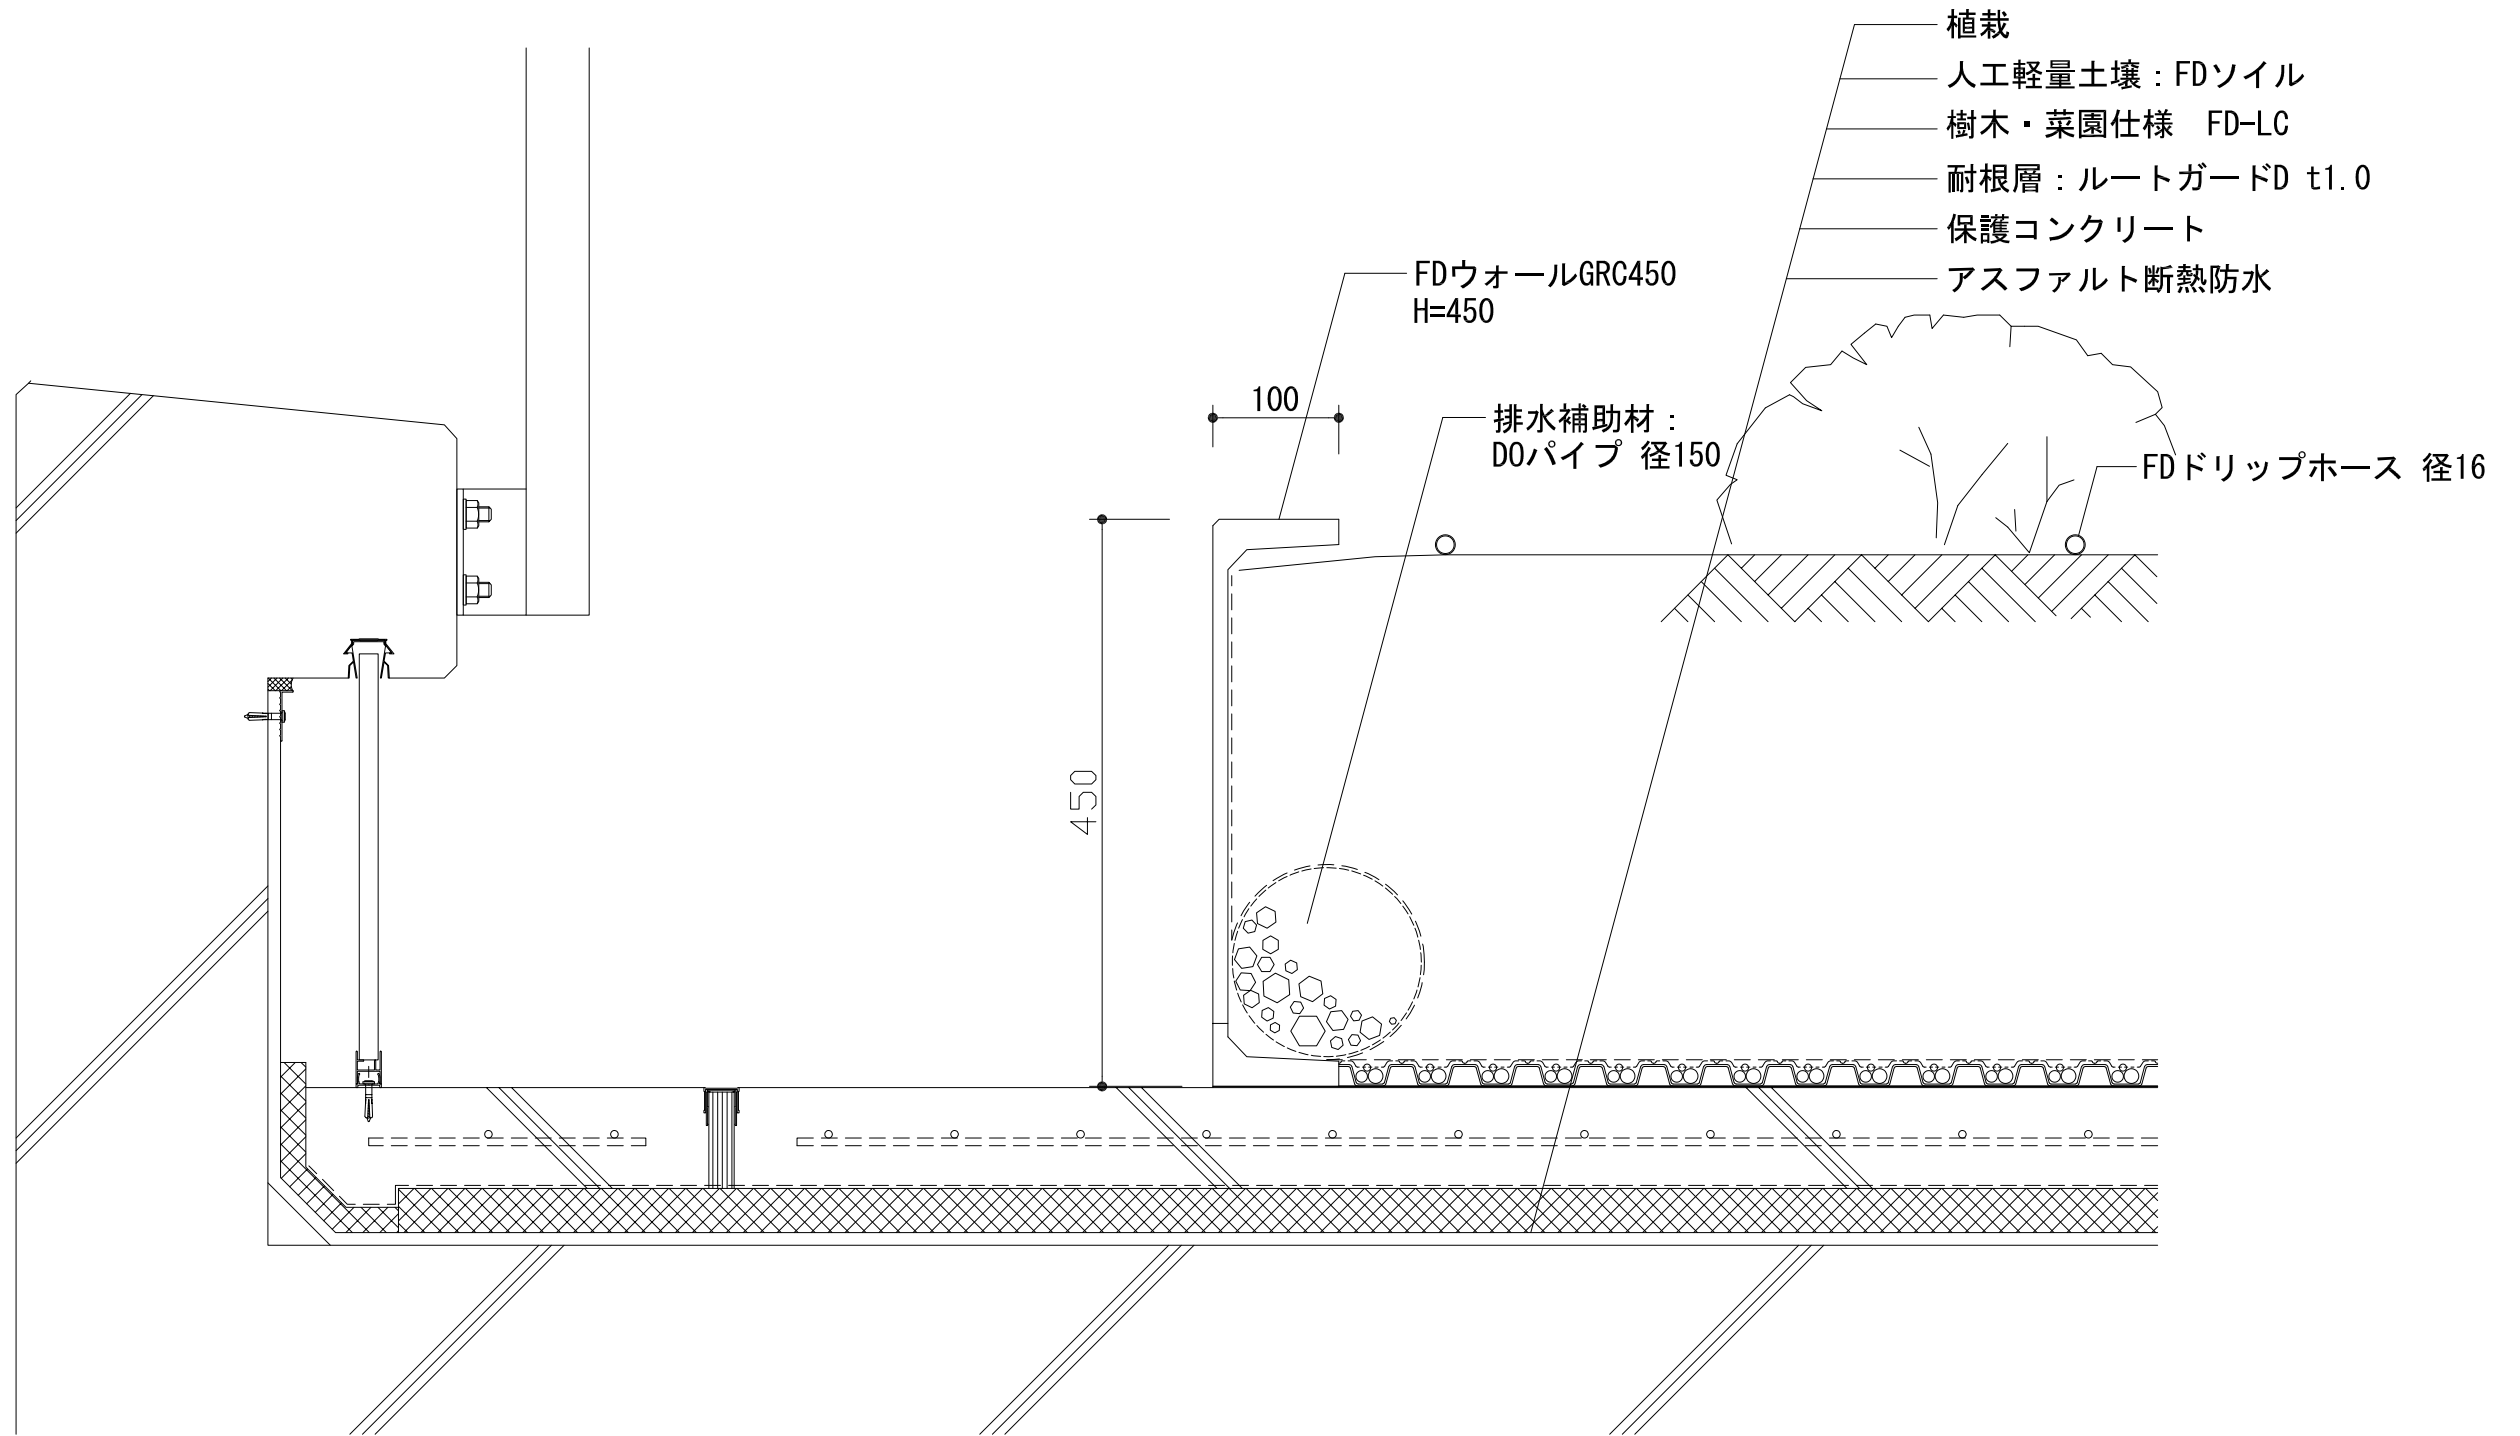 植栽
人工軽量土壌：FDソイル
樹木・菜園仕様　FD-LC
耐根層：ルートガードD t1.0
保護コンクリート
アスファルト断熱防水
FDウォールGRC450
H=450
100
排水補助材：
DOパイプ 径150
FDドリップホース 径16
450